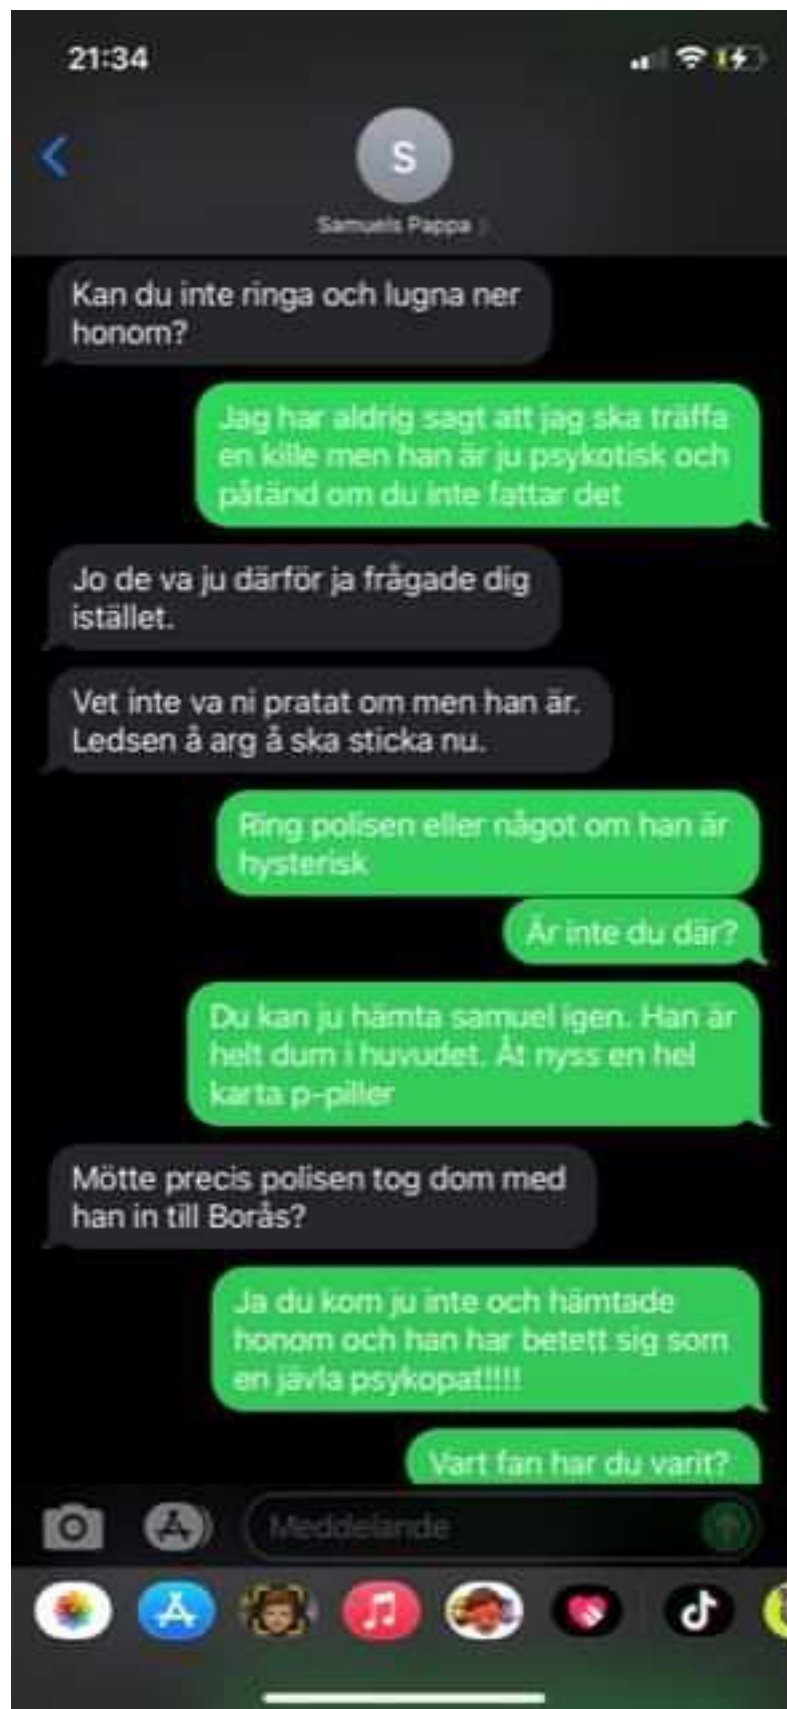 21:34
S
Samuels Pappa
Kan du inte ringa och lugna ner
honom?
Jag har aldrig sagt att jag ska träffa
en kille men han är ju psykotisk och
påtänd om du inte fattar det
Jo de va ju därför ja frågade dig
istället.
Vet inte va ni pratat om men han är.
Ledsen å arg å ska sticka nu.
Ring polisen eller något om han är
hysterisk
Är inte du där?
Du kan ju hämta samuel igen. Han är
helt dum i huvudet. Åt nyss en hel
karta p-piller
Mötte precis polisen tog dom med
han in till Borås?
Ja du kom ju inte och hämtade
honom och han har betett sig som
en jävla psykopat!!!!
Vart fan har du varit?
Meddelande